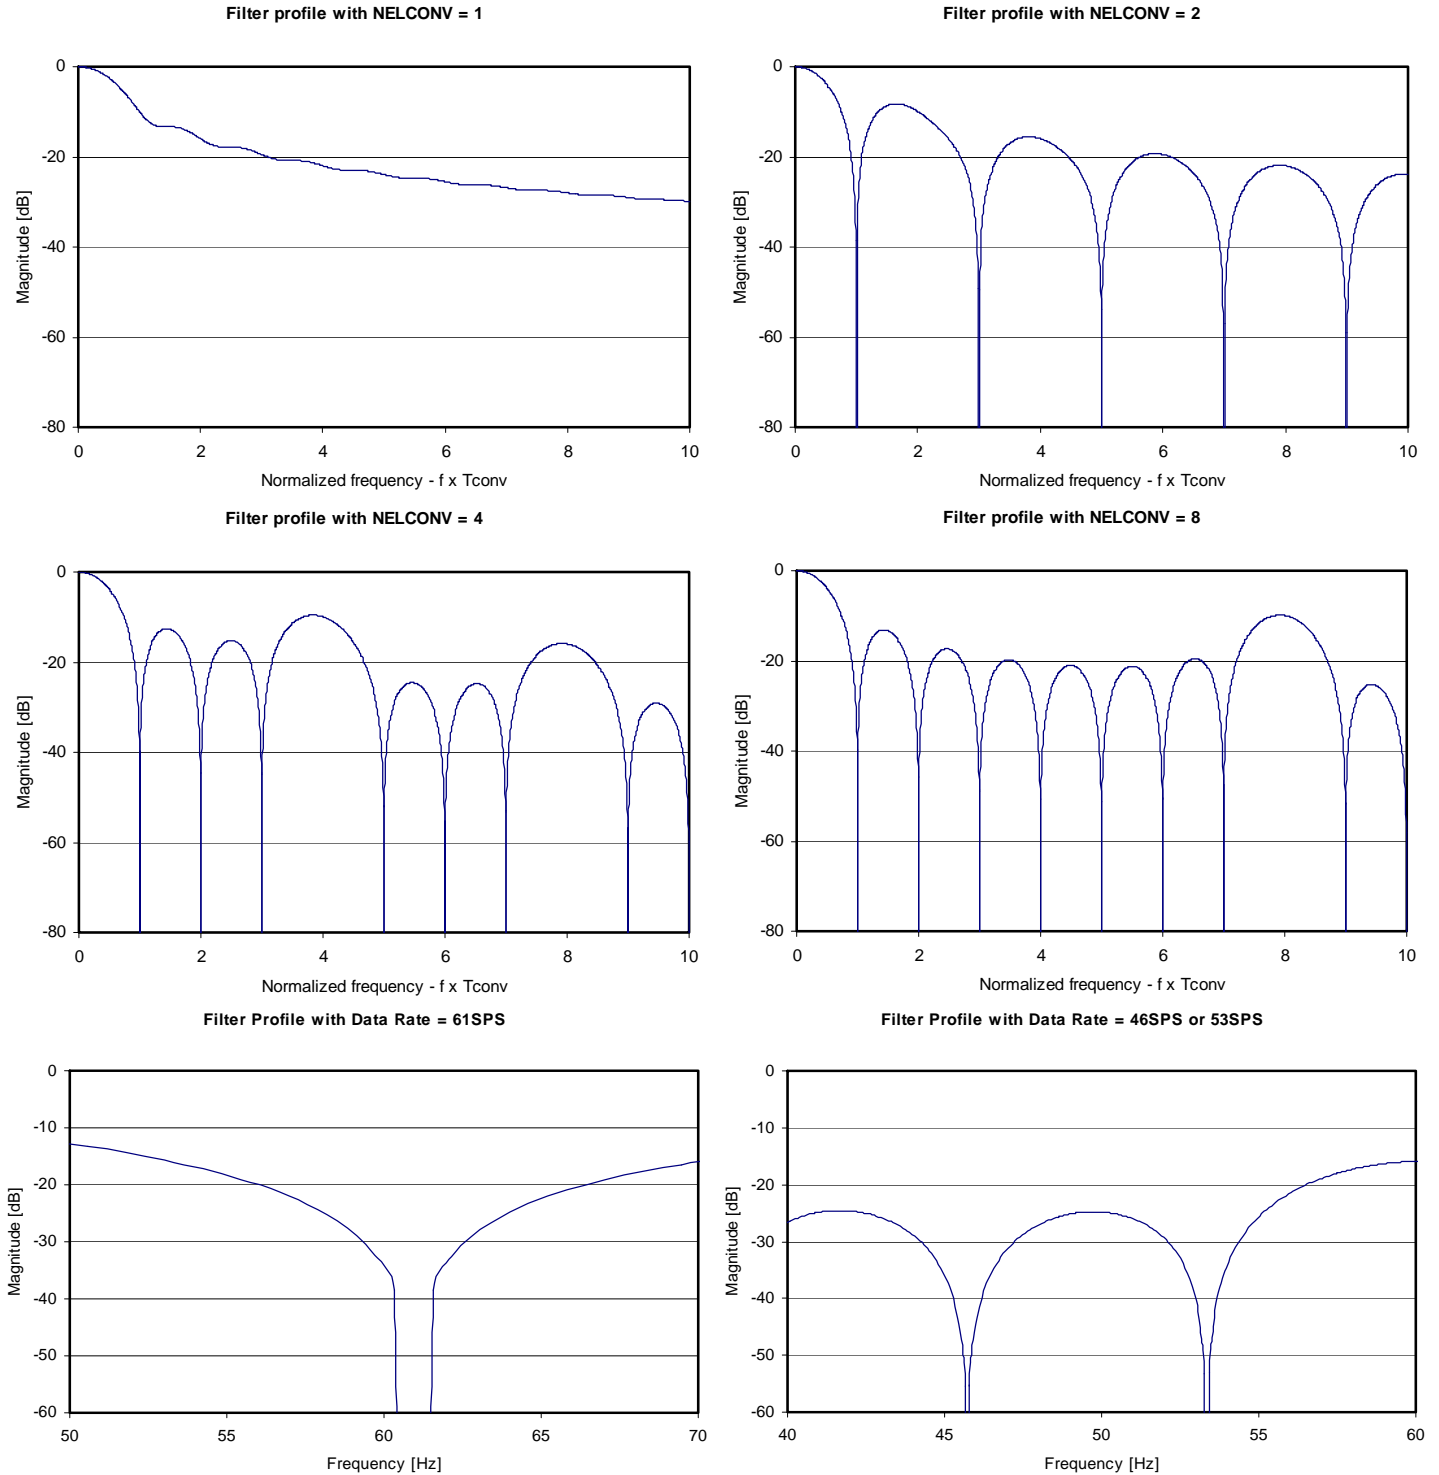 Filter profile with NELCONV = 1
0
-20
-40
-60
-80
Magnitude [dB]
0 2 4 6 8 10
Normalized frequency - f x Tconv
Filter profile with NELCONV = 2
0
-20
-40
-60
-80
Magnitude [dB]
0 2 4 6 8 10
Normalized frequency - f x Tconv
Filter profile with NELCONV = 4
0
-20
-40
-60
-80
Magnitude [dB]
0 2 4 6 8 10
Normalized frequency - f x Tconv
Filter profile with NELCONV = 8
0
-20
-40
-60
-80
Magnitude [dB]
0 2 4 6 8 10
Normalized frequency - f x Tconv
Filter Profile with Data Rate = 61SPS
0
-10
-20
-30
-40
-50
-60
Magnitude [dB]
50 55 60 65 70
Frequency [Hz]
Filter Profile with Data Rate = 46SPS or 53SPS
0
-10
-20
-30
-40
-50
-60
Magnitude [dB]
40 45 50 55 60
Frequency [Hz]